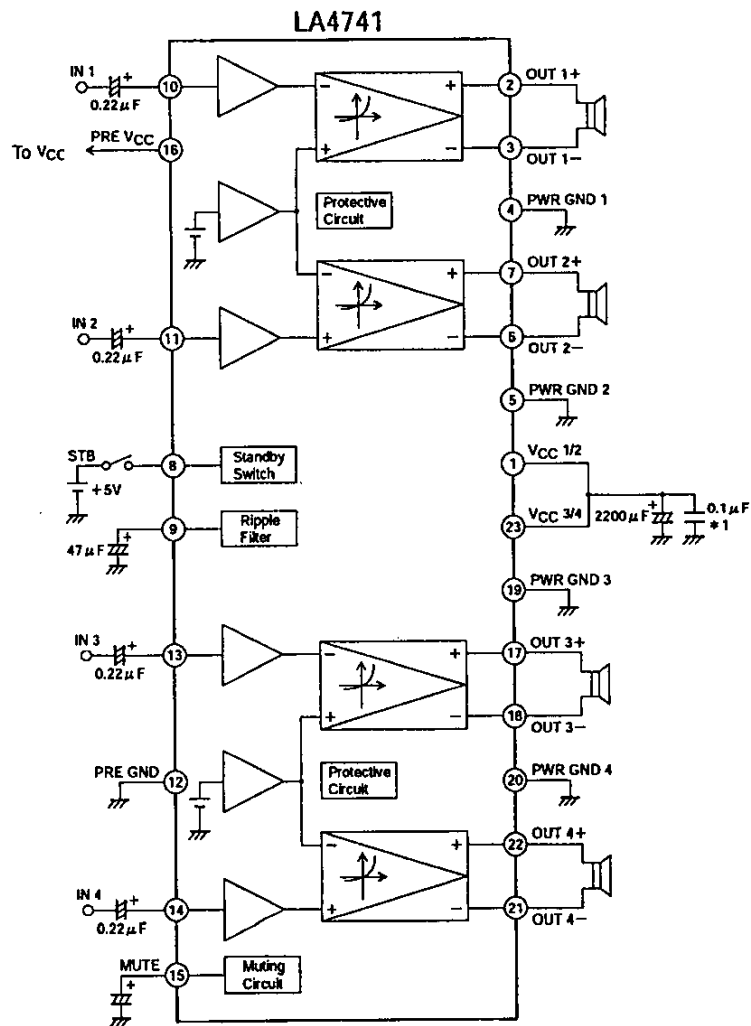 LA4741
IN 1
+
0.22μF
10
PRE VCC
To VCC
16
−
+
+
−
2
OUT 1+
3
OUT 1−
Protective
Circuit
4
PWR GND 1
−
+
+
−
7
OUT 2+
6
OUT 2−
IN 2
+
0.22μF
11
5
PWR GND 2
STB
8
+5V
Standby
Switch
1
VCC 1/2
9
47μF
+
Ripple
Filter
23
VCC 3/4
2200μF
+
0.1μF
*1
19
PWR GND 3
IN 3
+
0.22μF
13
−
+
+
−
17
OUT 3+
18
OUT 3−
PRE GND
12
Protective
Circuit
20
PWR GND 4
−
+
+
−
22
OUT 4+
21
OUT 4−
IN 4
+
0.22μF
14
MUTE
15
+
Muting
Circuit